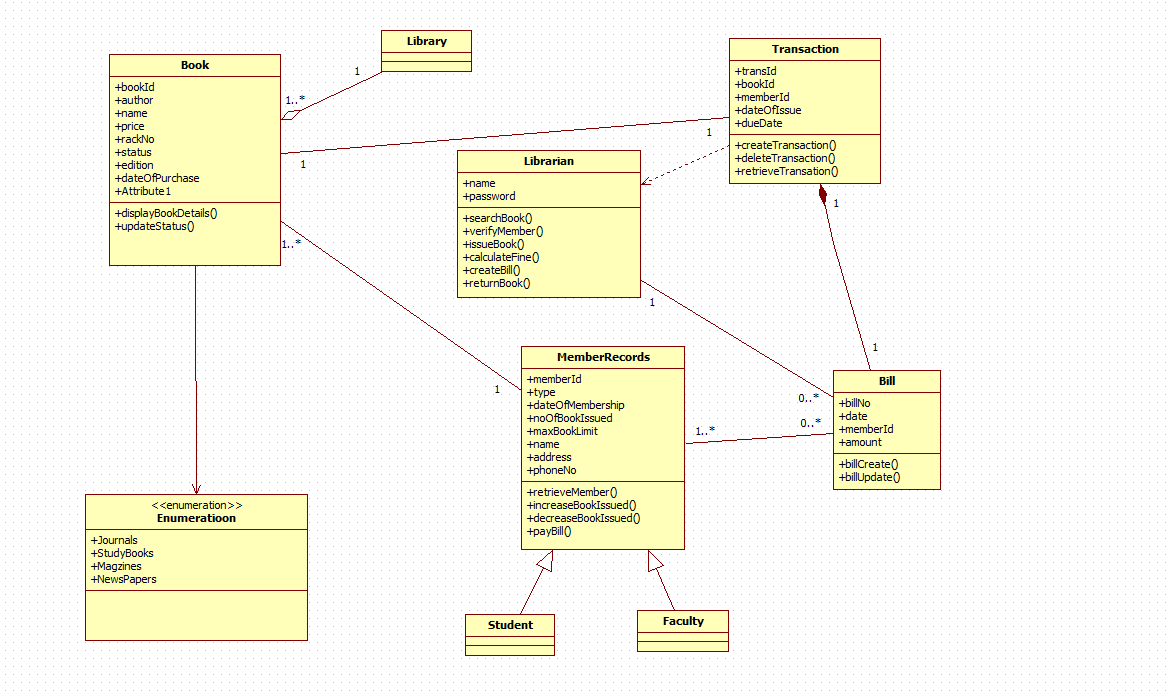 Library
1
1..*
Book
+bookId
+author
+name
+price
+rackNo
+status
+edition
+dateOfPurchase
+Attribute1
+displayBookDetails()
+updateStatus()
1
1
1..*
1
Transaction
+transId
+bookId
+memberId
+dateOfIssue
+dueDate
+createTransaction()
+deleteTransaction()
+retrieveTransation()
1
1
Librarian
+name
+password
+searchBook()
+verifyMember()
+issueBook()
+calculateFine()
+createBill()
+returnBook()
1
0..*
MemberRecords
+memberId
+type
+dateOfMembership
+noOfBookIssued
+maxBookLimit
+name
+address
+phoneNo
+retrieveMember()
+increaseBookIssued()
+decreaseBookIssued()
+payBill()
1..*
0..*
Bill
+billNo
+date
+memberId
+amount
+billCreate()
+billUpdate()
<<enumeration>>
Enumeratioon
+Journals
+StudyBooks
+Magzines
+NewsPapers
Student
Faculty